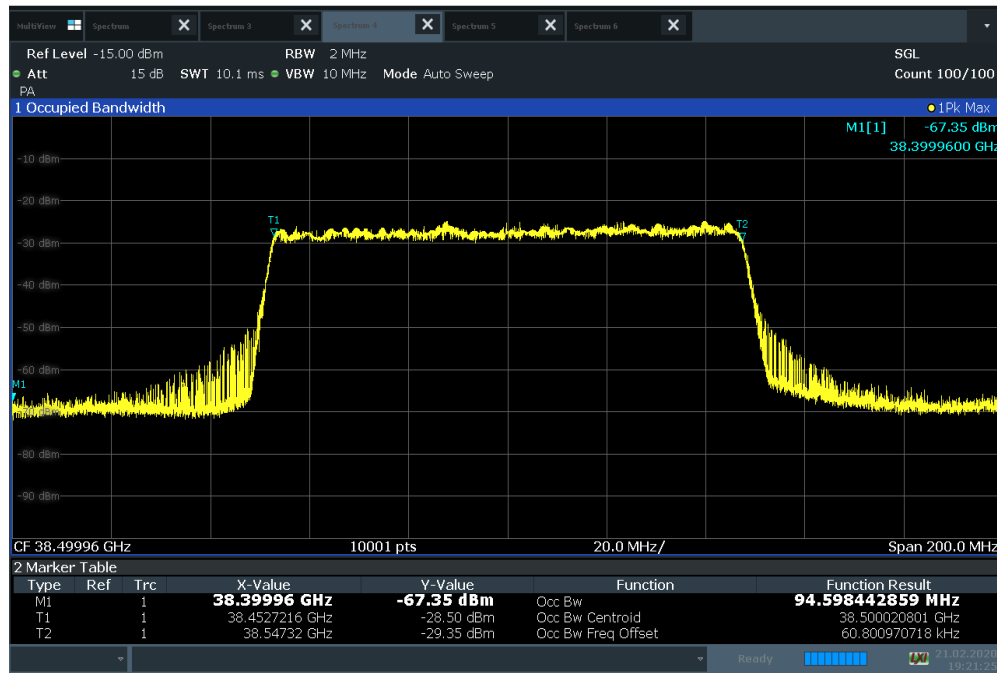 MultiView Spectrum Spectrum 3 Spectrum 4 Spectrum 5 Spectrum 6
Ref Level -15.00 dBm RBW 2 MHz SGL
Att 15 dB SWT 10.1 ms VBW 10 MHz Mode Auto Sweep Count 100/100
PA
1 Occupied Bandwidth 1Pk Max
M1[1] -67.35 dBm
38.3999600 GHz
-10 dBm
-20 dBm
T1 T2
-30 dBm
-40 dBm
-50 dBm
-60 dBm
M1
-70 dBm
-80 dBm
-90 dBm
CF 38.49996 GHz 10001 pts 20.0 MHz/ Span 200.0 MHz
2 Marker Table
Type Ref Trc X-Value Y-Value Function Function Result
M1 1 38.39996 GHz -67.35 dBm Occ Bw 94.598442859 MHz
T1 1 38.4527216 GHz -28.50 dBm Occ Bw Centroid 38.500020801 GHz
T2 1 38.54732 GHz -29.35 dBm Occ Bw Freq Offset 60.800970718 kHz
Ready LXI 21.02.2020
19:21:25